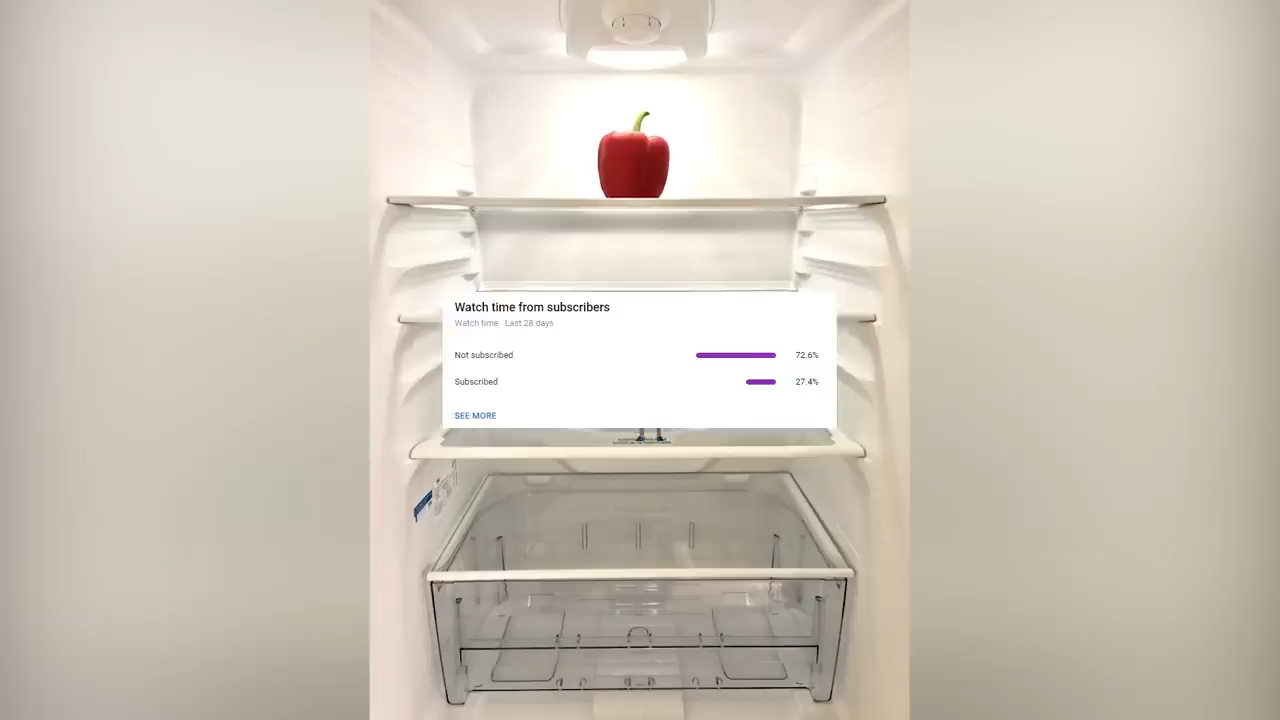 Watch time from subscribers
Watch time Last 28 days
Not subscribed 72.6%
Subscribed 27.4%
SEE MORE